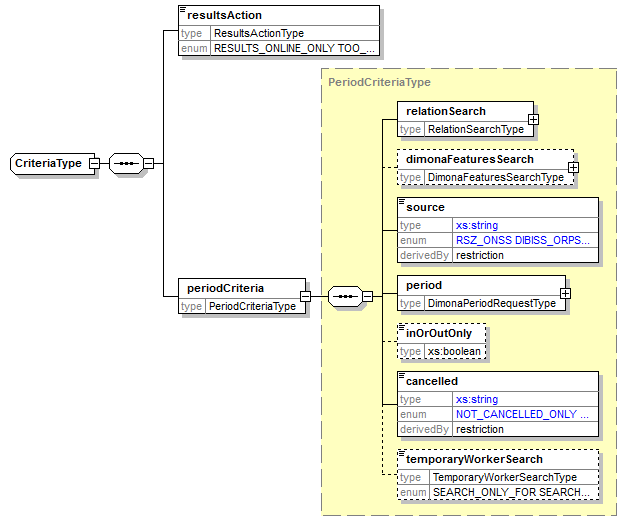 resultsAction
type ResultsActionType
enum RESULTS_ONLINE_ONLY TOO_...
PeriodCriteriaType
relationSearch
type RelationSearchType
dimonaFeaturesSearch
type DimonaFeaturesSearchType
CriteriaType
source
type xs:string
enum RSZ_ONSS DIBISS_ORPS...
derivedBy restriction
periodCriteria
type PeriodCriteriaType
period
type DimonaPeriodRequestType
inOrOutOnly
type xs:boolean
cancelled
type xs:string
enum NOT_CANCELLED_ONLY ...
derivedBy restriction
temporaryWorkerSearch
type TemporaryWorkerSearchType
enum SEARCH_ONLY_FOR SEARCH...